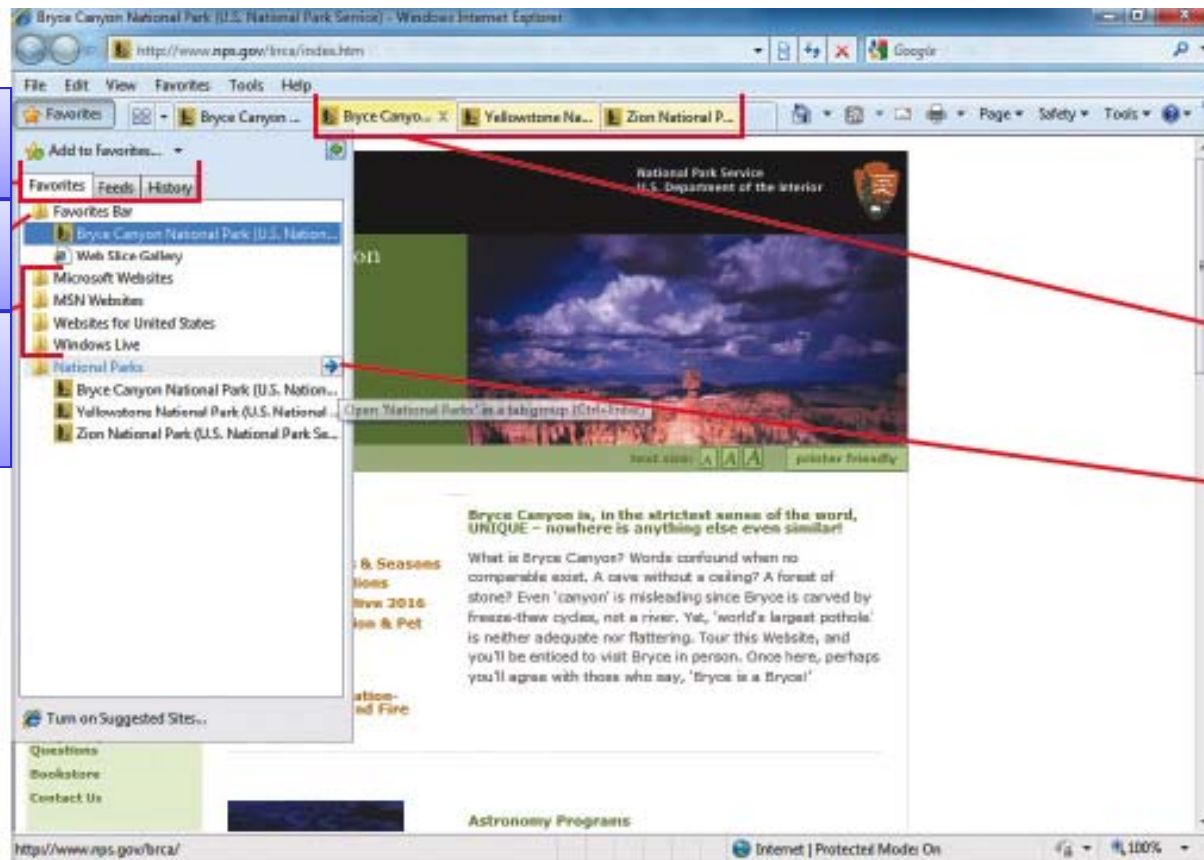 Bryce Canyon National Park (U.S. National Park Service) - Windows Internet Explorer
http://www.nps.gov/brca/index.htm
Google
File Edit View Favorites Tools Help
Favorites Bryce Canyon ... Bryce Canyo... X Yellowstone Na... Zion National P... Page Safety Tools
Add to Favorites...
Favorites Feeds History
Favorites Bar
Bryce Canyon National Park (U.S. Nation...
Web Slice Gallery
Microsoft Websites
MSN Websites
Websites for United States
Windows Live
National Parks
Bryce Canyon National Park (U.S. Nation...
Yellowstone National Park (U.S. National ...
Zion National Park (U.S. National Park Se...
Open 'National Parks' in a tab group (Ctrl+Enter)
Turn on Suggested Sites...
National Park Service
U.S. Department of the Interior
on
text size: A A A printer friendly
& Seasons
tions
2016
ion & Pet
ation-
nd Fire
Bryce Canyon is, in the strictest sense of the word,
UNIQUE – nowhere is anything else even similar!
What is Bryce Canyon? Words confound when no
comparable exist. A cave without a ceiling? A forest of
stone? Even 'canyon' is misleading since Bryce is carved by
freeze-thaw cycles, not a river. Yet, 'world's largest pothole'
is neither adequate nor flattering. Tour this Website, and
you'll be enticed to visit Bryce in person. Once here, perhaps
you'll agree with those who say, 'Bryce is a Bryce!'
Questions
Bookstore
Contact Us
Astronomy Programs
http://www.nps.gov/brca/
Internet | Protected Mode: On
100%